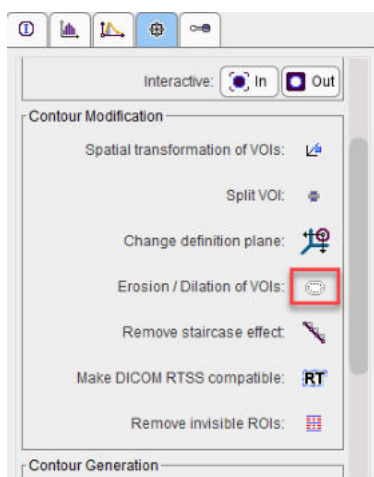 Interactive: In Out
Contour Modification
Spatial transformation of VOIs:
Split VOI:
Change definition plane:
Erosion / Dilation of VOIs:
Remove staircase effect:
Make DICOM RTSS compatible: RT
Remove invisible ROIs:
Contour Generation